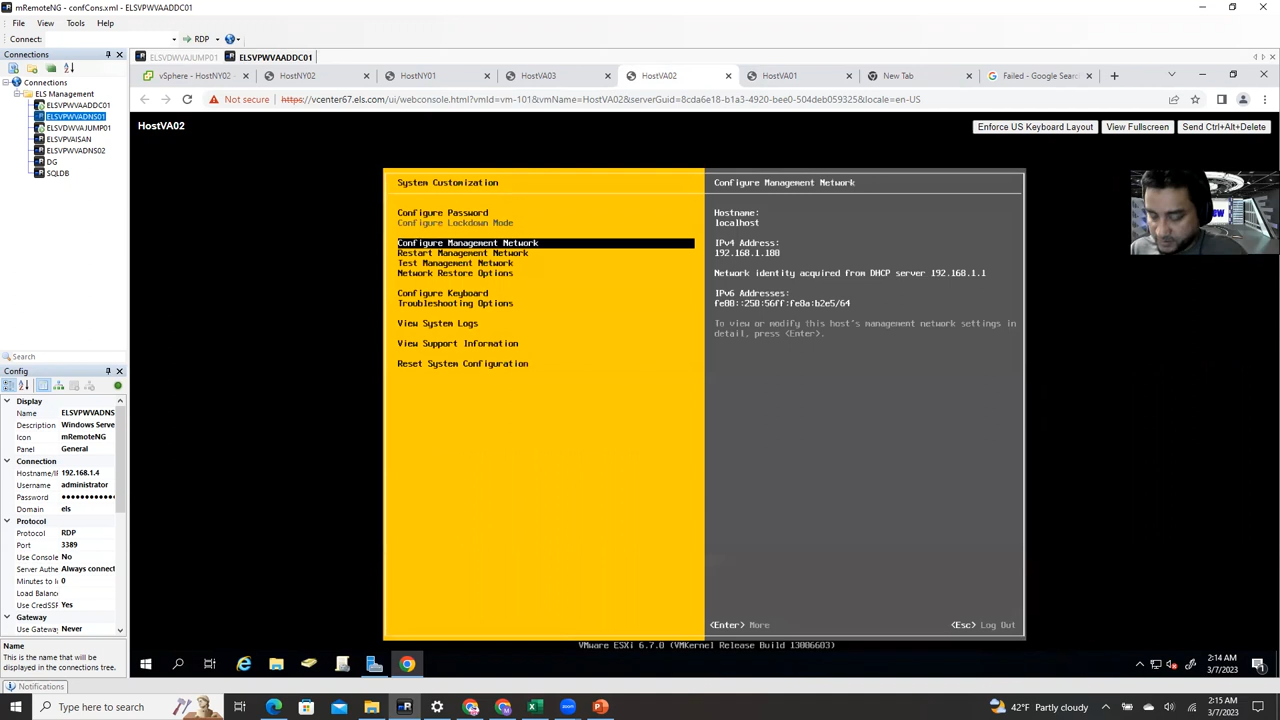 mRemoteNG - confCons.xml - ELSVPWVAADDC01
File View Tools Help
Connect: RDP
Connections
ELSVDWVAJUMP01 ELSVPWVAADDC01
vSphere - HostNY02 HostNY02 HostNY01 HostVA03 HostVA02 HostVA01 New Tab Failed - Google Searc
Not secure https://vcenter67.els.com/ui/webconsole.html?vmId=vm-101&vmName=HostVA02&serverGuid=8cda6e18-b1a3-4920-bee0-504deb059325&locale=en-US
HostVA02
Enforce US Keyboard Layout View Fullscreen Send Ctrl+Alt+Delete
Connections
ELS Management
ELSVPWVAADDC01
ELSVPWVADNS01
ELSVDWVAJUMP01
ELSVPWVAISAN
ELSVPWVADNS02
DG
SQLDB
System Customization
Configure Password
Configure Lockdown Mode
Configure Management Network
Restart Management Network
Test Management Network
Network Restore Options
Configure Keyboard
Troubleshooting Options
View System Logs
View Support Information
Reset System Configuration
Configure Management Network
Hostname:
localhost
IPv4 Address:
192.168.1.180
Network identity acquired from DHCP server 192.168.1.1
IPv6 Addresses:
fe80::250:56ff:fe8a:b2e5/64
To view or modify this host's management network settings in
detail, press <Enter>.
<Enter> More <Esc> Log Out
VMware ESXi 6.7.0 (VMKernel Release Build 13006603)
Search
Config
Display
Name ELSVPWVADNS
Description Windows Serve
Icon mRemoteNG
Panel General
Connection
Hostname/IF 192.168.1.4
Username administrator
Password ••••••••••••
Domain els
Protocol
Protocol RDP
Port 3389
Use Console No
Server Authe Always connect
Minutes to Ic 0
Load Balanc
Use CredSSP Yes
Gateway
Use Gateway Never
Name
This is the name that will be
displayed in the connections tree.
2:14 AM
3/7/2023
Notifications
Type here to search
42°F Partly cloudy
2:15 AM
3/7/2023